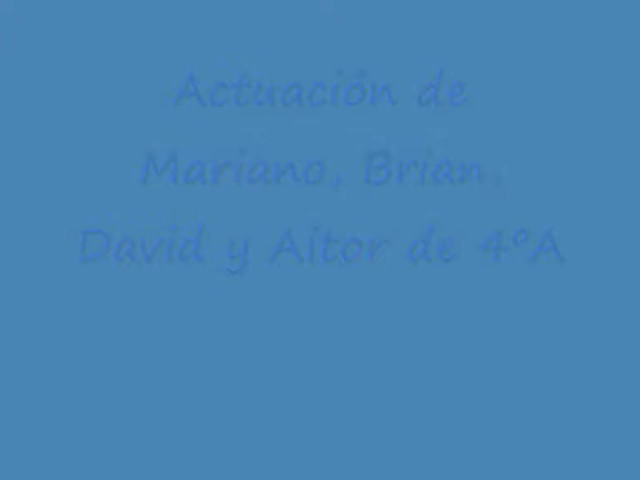 Actuación de
Mariano, Brian,
David y Aitor de 4ºA